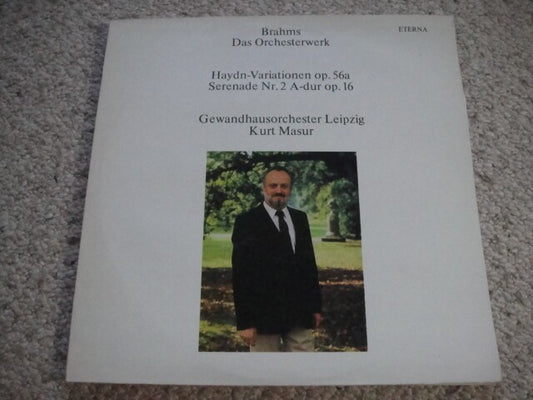 Brahms
ETERNA
Das Orchesterwerk
Haydn-Variationen op. 56a
Serenade Nr. 2 A-dur op. 16
Gewandhausorchester Leipzig
Kurt Masur